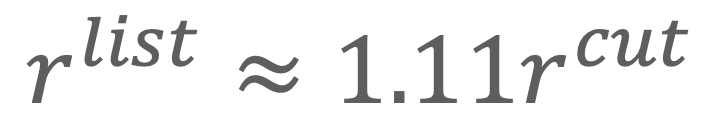 r^{list} ≈ 1.11r^{cut}